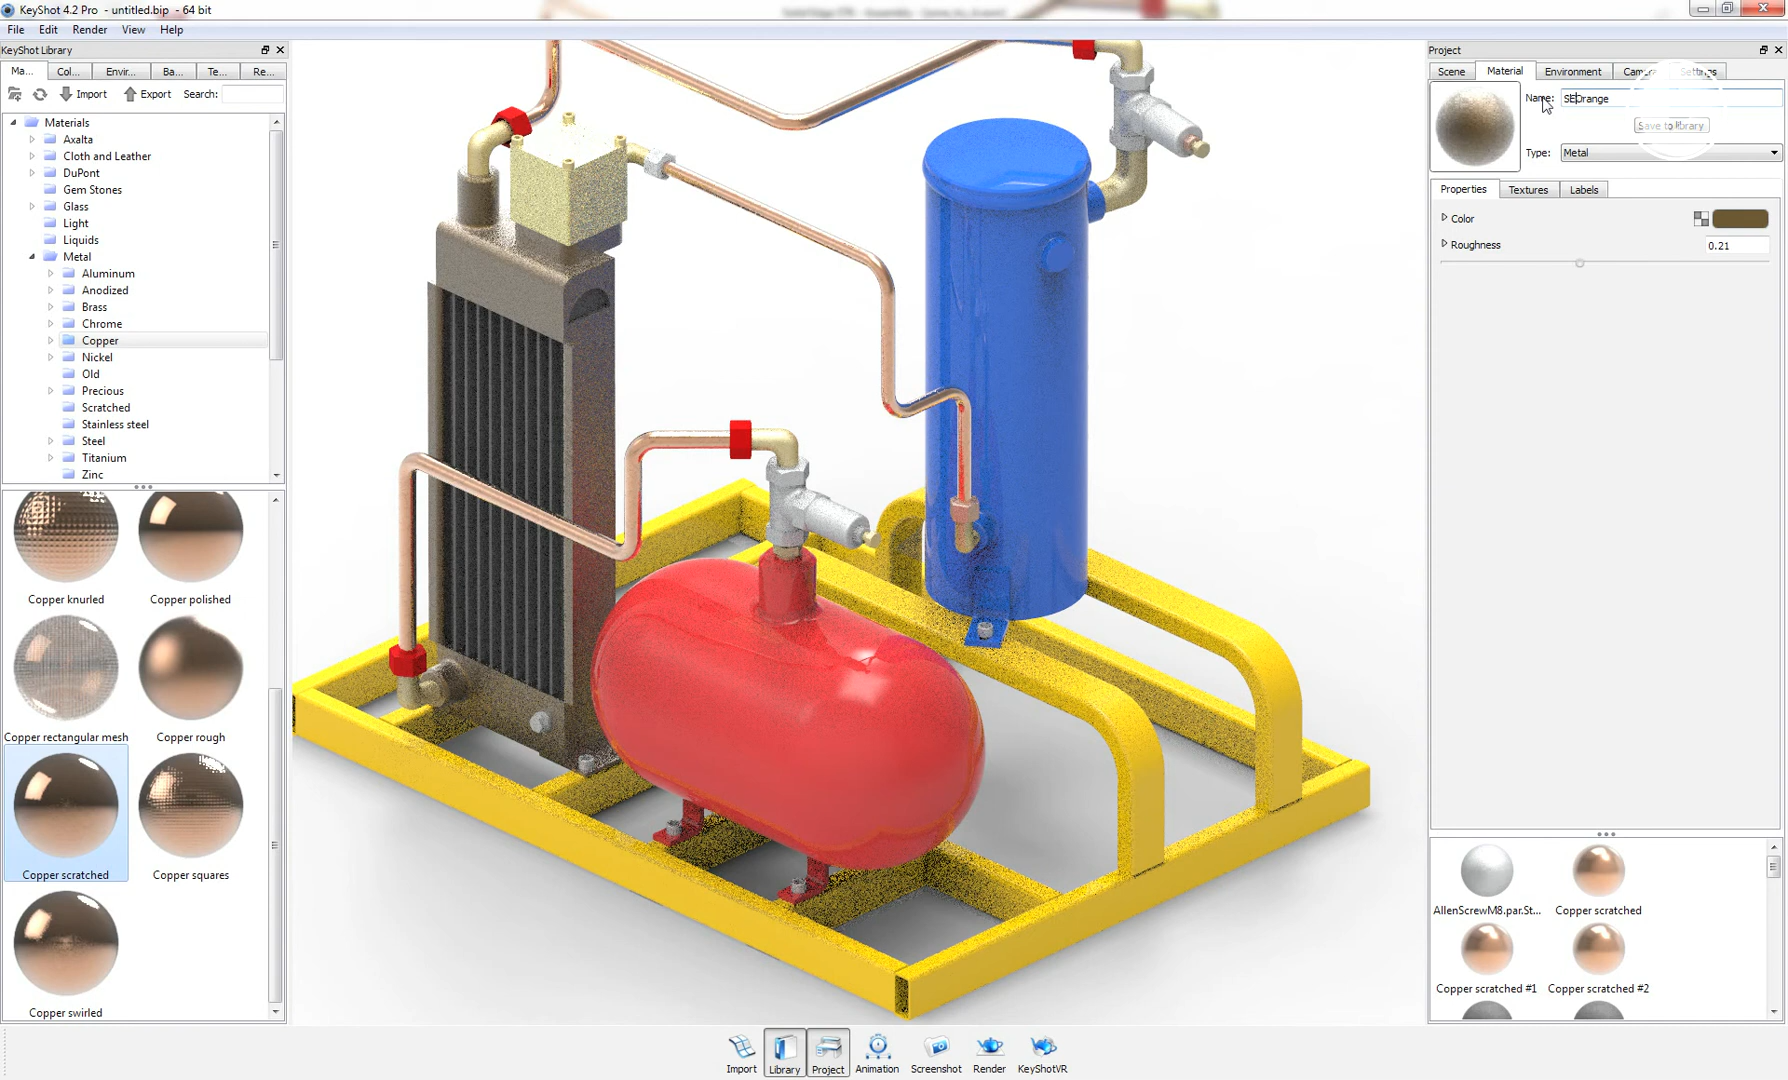 KeyShot 4.2 Pro - untitled.bip - 64 bit
File Edit Render View Help
KeyShot Library
Ma... Col... Envir... Ba... Te... Re...
Import Export Search:
Materials
Axalta
Cloth and Leather
DuPont
Gem Stones
Glass
Light
Liquids
Metal
Aluminum
Anodized
Brass
Chrome
Copper
Nickel
Old
Precious
Scratched
Stainless steel
Steel
Titanium
Zinc
Copper knurled Copper polished
Copper rectangular mesh Copper rough
Copper scratched Copper squares
Copper swirled
Project
Scene Material Environment Camera Settings
Name: SEOrange
Save to library
Type: Metal
Properties Textures Labels
Color
Roughness 0.21
AllenScrewM8.par.St... Copper scratched
Copper scratched #1 Copper scratched #2
Import Library Project Animation Screenshot Render KeyShotVR